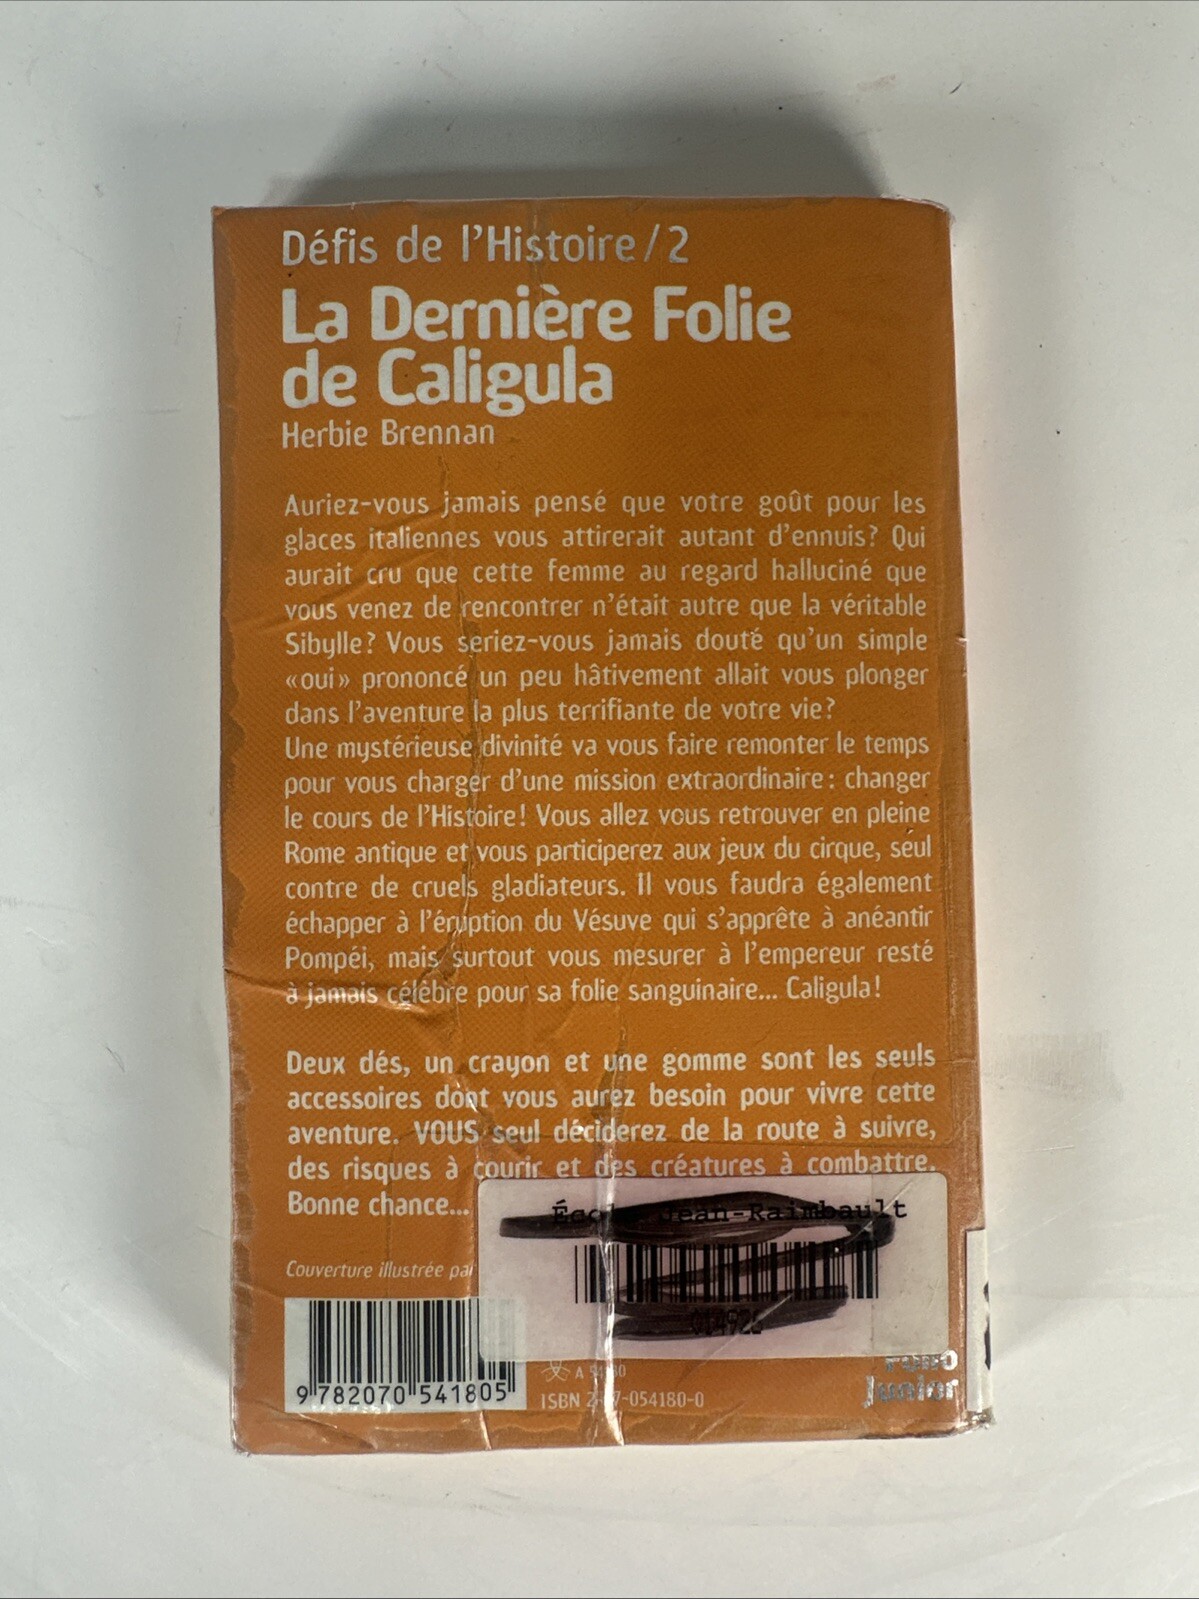 Défis de l'Histoire/2
La Dernière Folie
de Caligula
Herbie Brennan
Auriez-vous jamais pensé que votre goût pour les
glaces italiennes vous attirerait autant d'ennuis? Qui
aurait cru que cette femme au regard halluciné que
vous venez de rencontrer n'était autre que la véritable
Sibylle? Vous seriez-vous jamais douté qu'un simple
«oui» prononcé un peu hâtivement allait vous plonger
dans l'aventure la plus terrifiante de votre vie?
Une mystérieuse divinité va vous faire remonter le temps
pour vous charger d'une mission extraordinaire: changer
le cours de l'Histoire! Vous allez vous retrouver en pleine
Rome antique et vous participerez aux jeux du cirque, seul
contre de cruels gladiateurs. Il vous faudra également
échapper à l'éruption du Vésuve qui s'apprête à anéantir
Pompéi, mais surtout vous mesurer à l'empereur resté
à jamais célèbre pour sa folie sanguinaire... Caligula!
Deux dés, un crayon et une gomme sont les seuls
accessoires dont vous aurez besoin pour vivre cette
aventure. VOUS seul déciderez de la route à suivre,
des risques à courir et des créatures à combattre.
Bonne chance...
École Jean-Raimbault
Couverture illustrée par
9 782070 541805
A
ISBN 2-07-054180-0
Junior